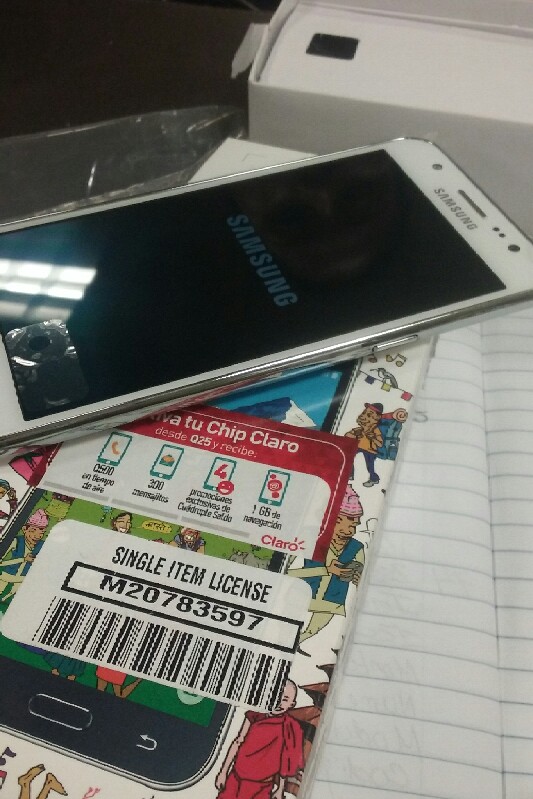 SAMSUNG
SAMSUNG
iva tu Chip Claro
desde Q25 y recibe:
Q500
en tiempo
de aire
300
mensajitos
4
promociones
exclusivas de
Cuádruple Saldo
1 GB de
navegación
Claro
SINGLE ITEM LICENSE
M20783597